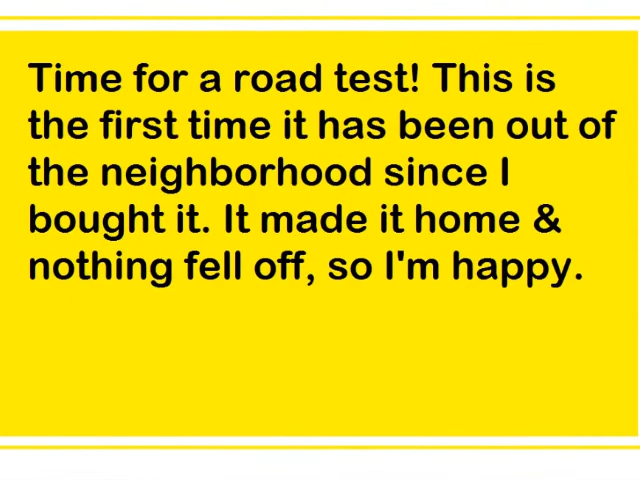 Time for a road test! This is
the first time it has been out of
the neighborhood since I
bought it. It made it home &
nothing fell off, so I'm happy.